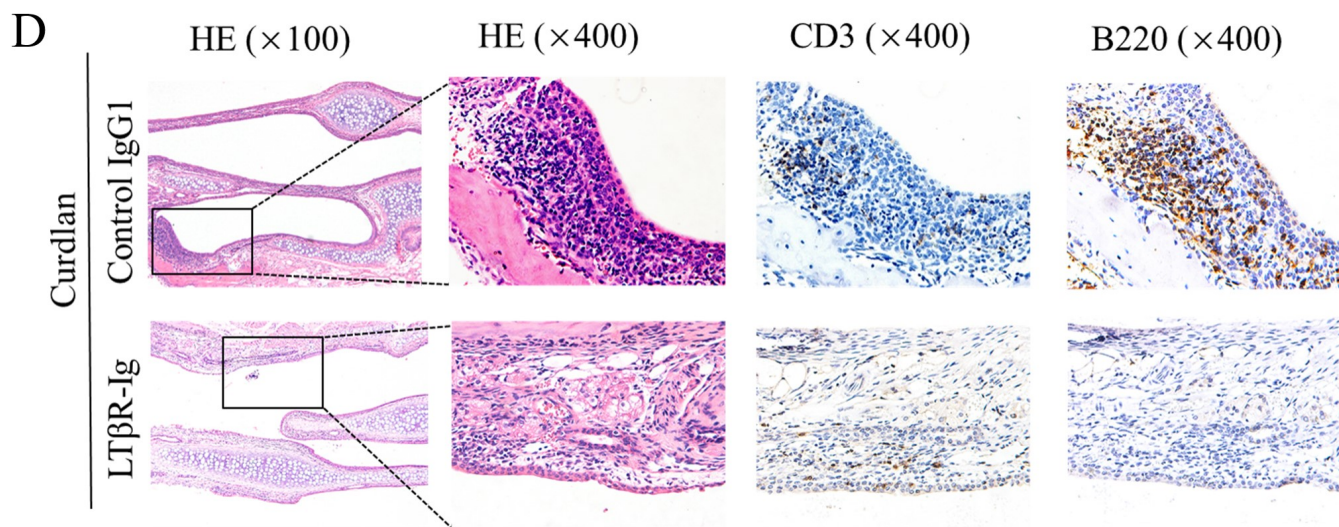 D
HE (×100)
HE (×400)
CD3 (×400)
B220 (×400)
Curdlan
Control IgG1
LTβR-Ig